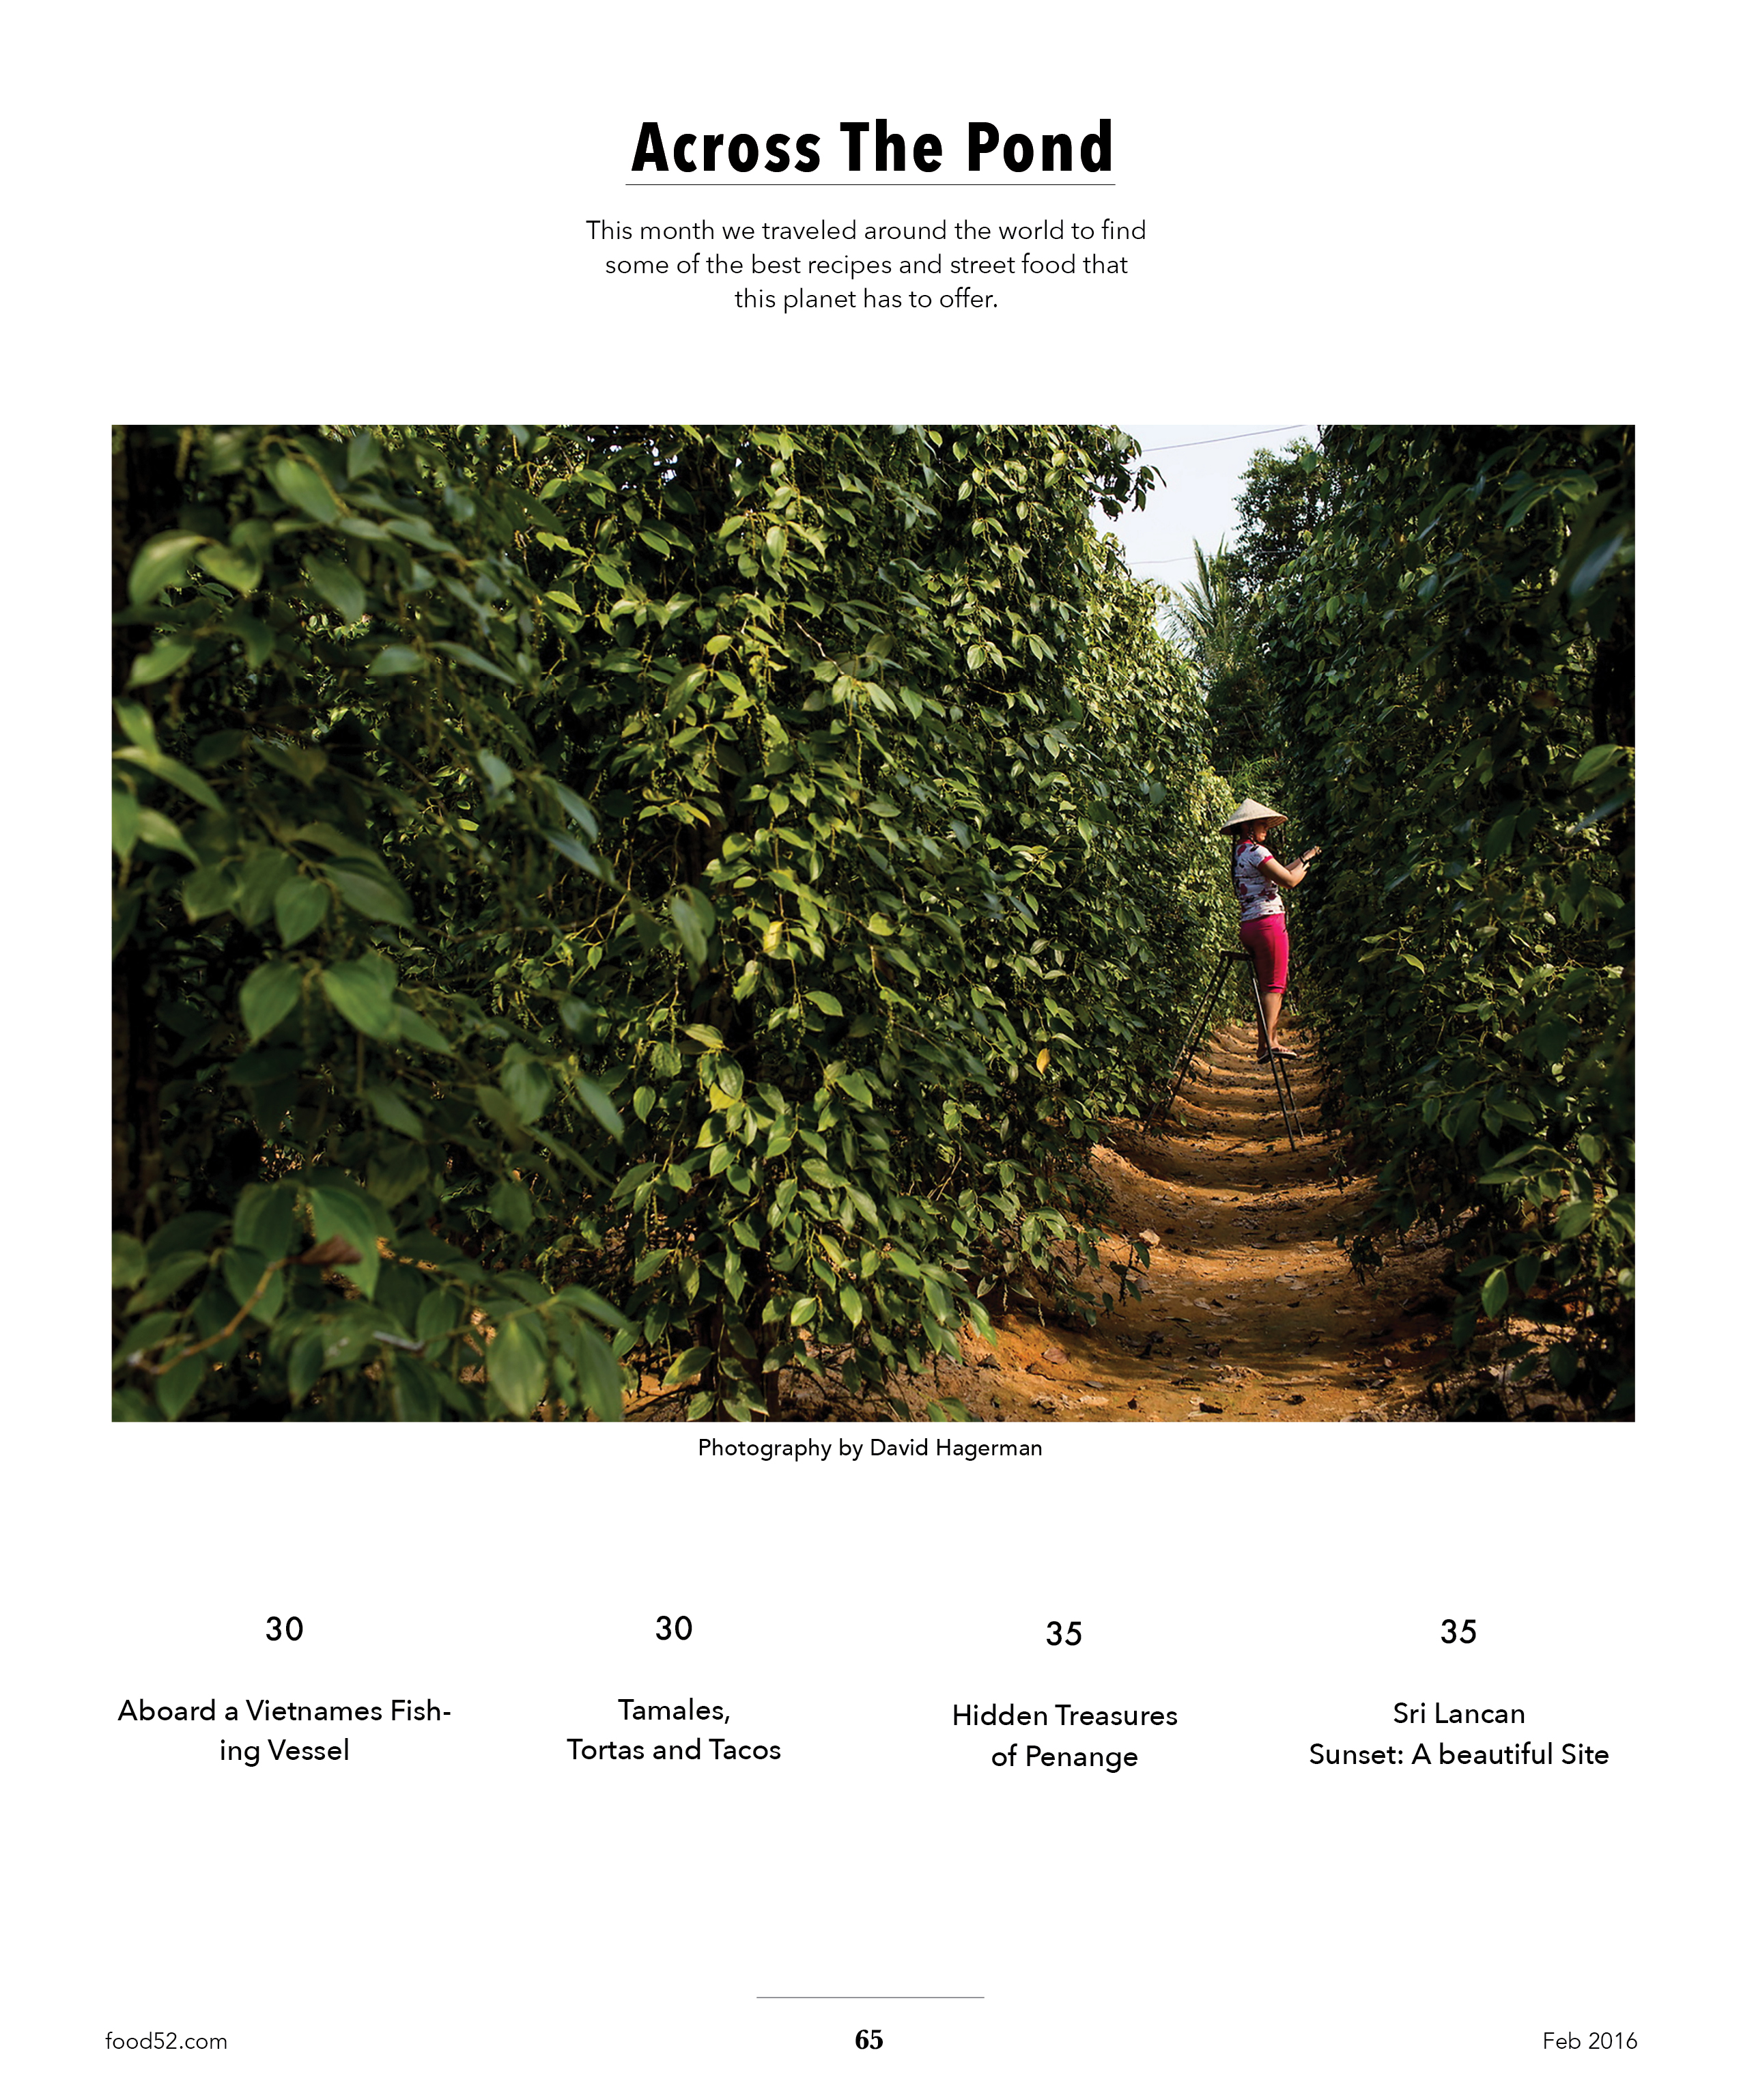 Across The Pond
This month we traveled around the world to find
some of the best recipes and street food that
this planet has to offer.
Photography by David Hagerman
30
Aboard a Vietnames Fish-
ing Vessel
30
Tamales,
Tortas and Tacos
35
Hidden Treasures
of Penange
35
Sri Lancan
Sunset: A beautiful Site
food52.com
65
Feb 2016